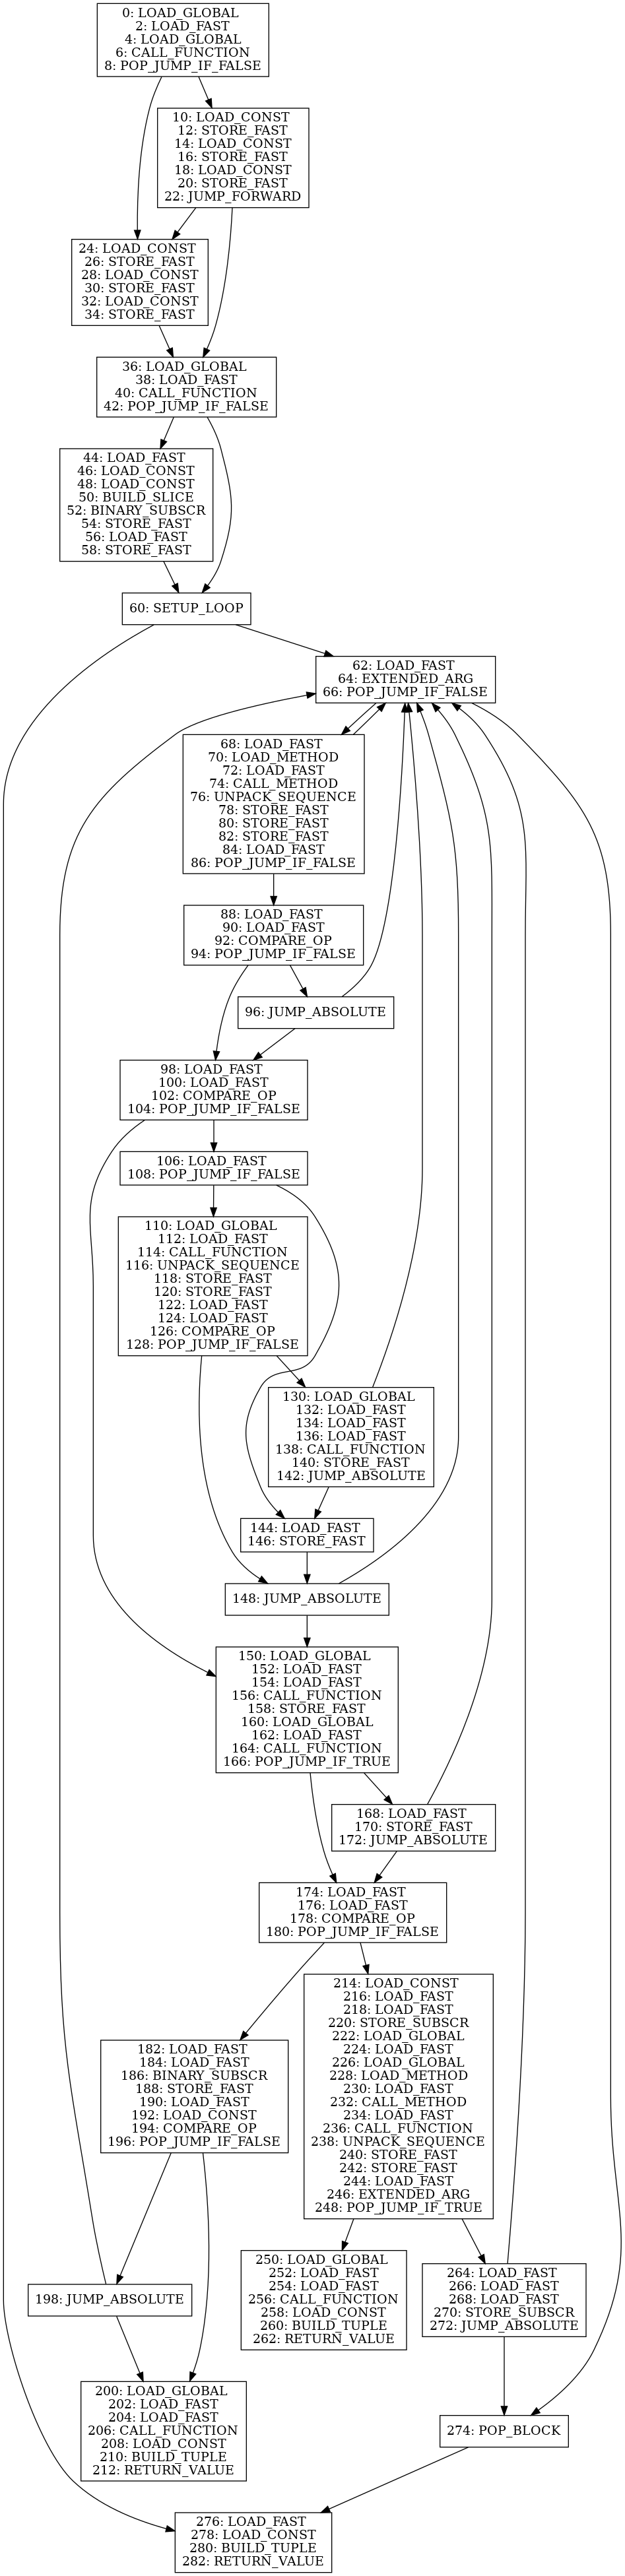 0: LOAD_GLOBAL
2: LOAD_FAST
4: LOAD_GLOBAL
6: CALL_FUNCTION
8: POP_JUMP_IF_FALSE
10: LOAD_CONST
12: STORE_FAST
14: LOAD_CONST
16: STORE_FAST
18: LOAD_CONST
20: STORE_FAST
22: JUMP_FORWARD
24: LOAD_CONST
26: STORE_FAST
28: LOAD_CONST
30: STORE_FAST
32: LOAD_CONST
34: STORE_FAST
36: LOAD_GLOBAL
38: LOAD_FAST
40: CALL_FUNCTION
42: POP_JUMP_IF_FALSE
44: LOAD_FAST
46: LOAD_CONST
48: LOAD_CONST
50: BUILD_SLICE
52: BINARY_SUBSCR
54: STORE_FAST
56: LOAD_FAST
58: STORE_FAST
60: SETUP_LOOP
62: LOAD_FAST
64: EXTENDED_ARG
66: POP_JUMP_IF_FALSE
68: LOAD_FAST
70: LOAD_METHOD
72: LOAD_FAST
74: CALL_METHOD
76: UNPACK_SEQUENCE
78: STORE_FAST
80: STORE_FAST
82: STORE_FAST
84: LOAD_FAST
86: POP_JUMP_IF_FALSE
88: LOAD_FAST
90: LOAD_FAST
92: COMPARE_OP
94: POP_JUMP_IF_FALSE
96: JUMP_ABSOLUTE
98: LOAD_FAST
100: LOAD_FAST
102: COMPARE_OP
104: POP_JUMP_IF_FALSE
106: LOAD_FAST
108: POP_JUMP_IF_FALSE
110: LOAD_GLOBAL
112: LOAD_FAST
114: CALL_FUNCTION
116: UNPACK_SEQUENCE
118: STORE_FAST
120: STORE_FAST
122: LOAD_FAST
124: LOAD_FAST
126: COMPARE_OP
128: POP_JUMP_IF_FALSE
130: LOAD_GLOBAL
132: LOAD_FAST
134: LOAD_FAST
136: LOAD_FAST
138: CALL_FUNCTION
140: STORE_FAST
142: JUMP_ABSOLUTE
144: LOAD_FAST
146: STORE_FAST
148: JUMP_ABSOLUTE
150: LOAD_GLOBAL
152: LOAD_FAST
154: LOAD_FAST
156: CALL_FUNCTION
158: STORE_FAST
160: LOAD_GLOBAL
162: LOAD_FAST
164: CALL_FUNCTION
166: POP_JUMP_IF_TRUE
168: LOAD_FAST
170: STORE_FAST
172: JUMP_ABSOLUTE
174: LOAD_FAST
176: LOAD_FAST
178: COMPARE_OP
180: POP_JUMP_IF_FALSE
182: LOAD_FAST
184: LOAD_FAST
186: BINARY_SUBSCR
188: STORE_FAST
190: LOAD_FAST
192: LOAD_CONST
194: COMPARE_OP
196: POP_JUMP_IF_FALSE
214: LOAD_CONST
216: LOAD_FAST
218: LOAD_FAST
220: STORE_SUBSCR
222: LOAD_GLOBAL
224: LOAD_FAST
226: LOAD_GLOBAL
228: LOAD_METHOD
230: LOAD_FAST
232: CALL_METHOD
234: LOAD_FAST
236: CALL_FUNCTION
238: UNPACK_SEQUENCE
240: STORE_FAST
242: STORE_FAST
244: LOAD_FAST
246: EXTENDED_ARG
248: POP_JUMP_IF_TRUE
198: JUMP_ABSOLUTE
250: LOAD_GLOBAL
252: LOAD_FAST
254: LOAD_FAST
256: CALL_FUNCTION
258: LOAD_CONST
260: BUILD_TUPLE
262: RETURN_VALUE
264: LOAD_FAST
266: LOAD_FAST
268: LOAD_FAST
270: STORE_SUBSCR
272: JUMP_ABSOLUTE
200: LOAD_GLOBAL
202: LOAD_FAST
204: LOAD_FAST
206: CALL_FUNCTION
208: LOAD_CONST
210: BUILD_TUPLE
212: RETURN_VALUE
274: POP_BLOCK
276: LOAD_FAST
278: LOAD_CONST
280: BUILD_TUPLE
282: RETURN_VALUE